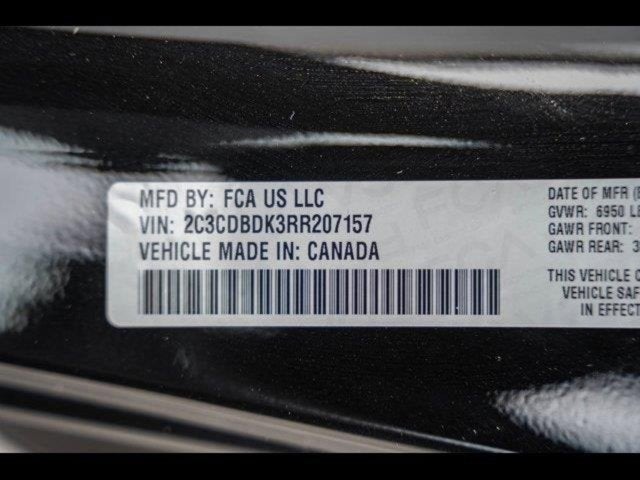 MFD BY: FCA US LLC
VIN: 2C3CDBDK3RR207157
VEHICLE MADE IN: CANADA
DATE OF MFR
GVWR: 6950
GAWR FRONT:
GAWR REAR:
THIS VEHICLE
VEHICLE
IN EFFECT